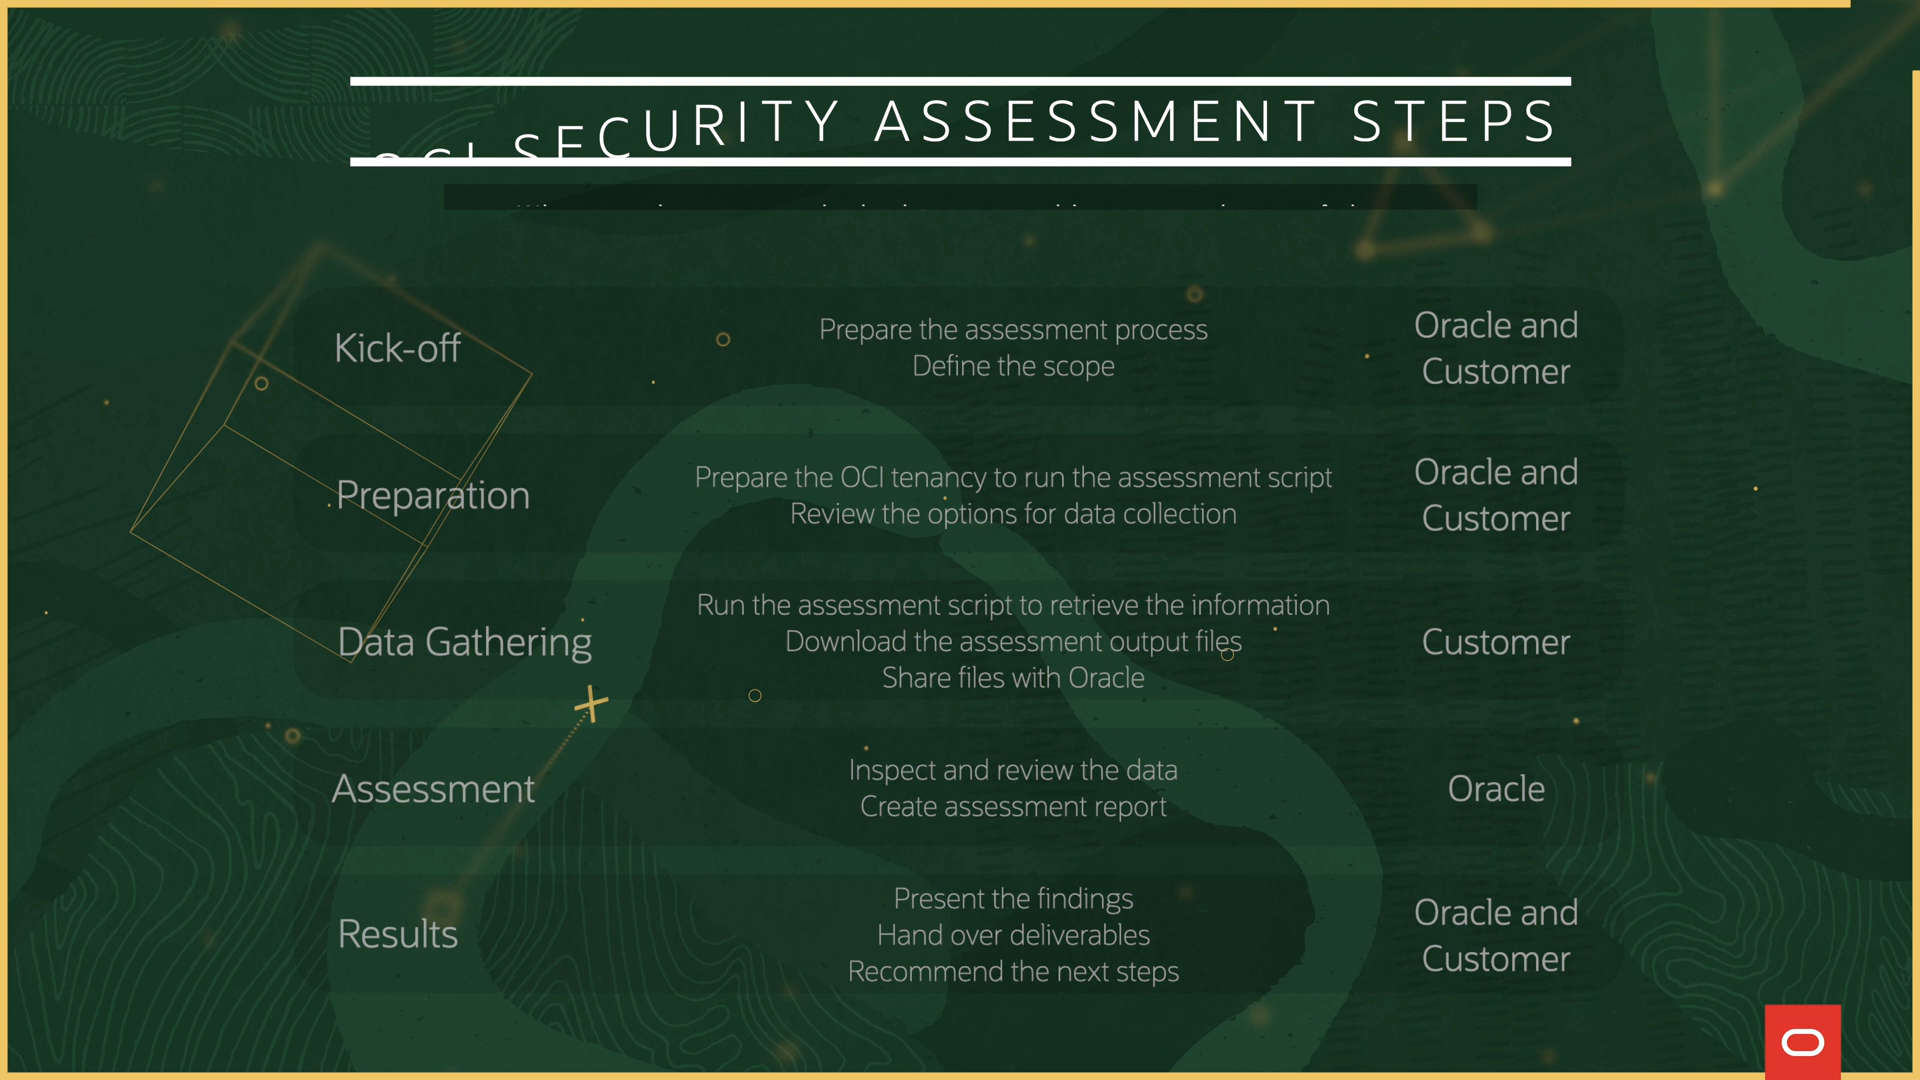 OCI SECURITY ASSESSMENT STEPS
Kick-off
Prepare the assessment process
Define the scope
Oracle and
Customer
Preparation
Prepare the OCI tenancy to run the assessment script
Review the options for data collection
Oracle and
Customer
Data Gathering
Run the assessment script to retrieve the information
Download the assessment output files
Share files with Oracle
Customer
Assessment
Inspect and review the data
Create assessment report
Oracle
Results
Present the findings
Hand over deliverables
Recommend the next steps
Oracle and
Customer